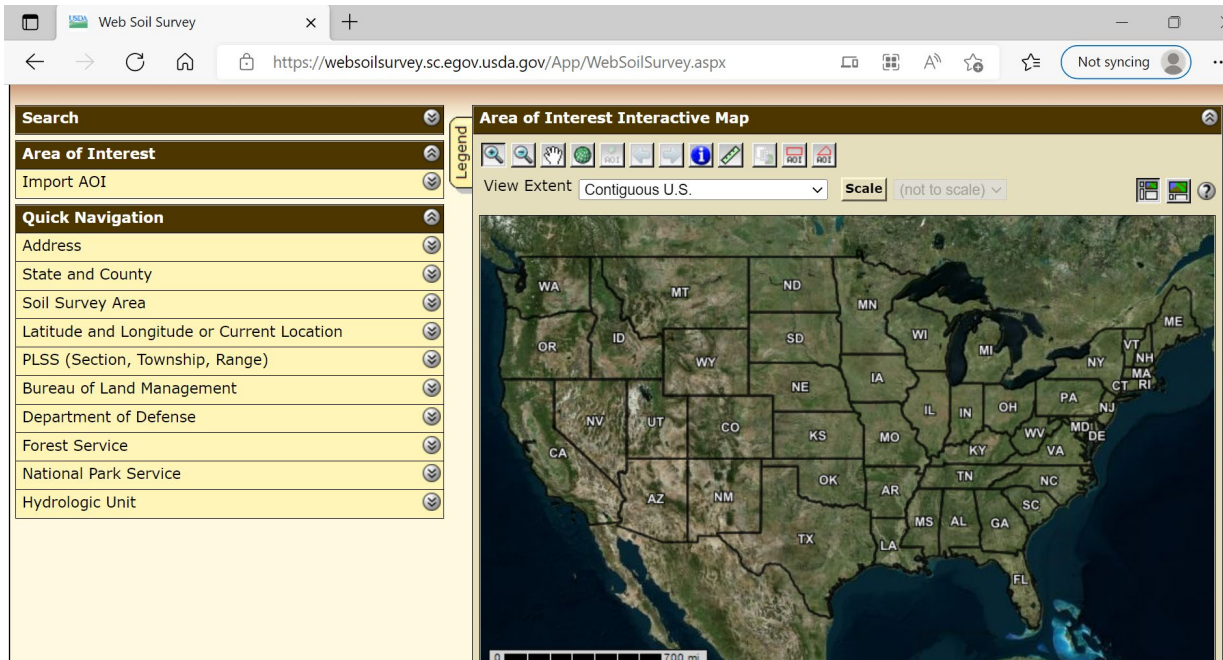 USDA Web Soil Survey
https://websoilsurvey.sc.egov.usda.gov/App/WebSoilSurvey.aspx
Not syncing
Search
Area of Interest
Import AOI
Quick Navigation
Address
State and County
Soil Survey Area
Latitude and Longitude or Current Location
PLSS (Section, Township, Range)
Bureau of Land Management
Department of Defense
Forest Service
National Park Service
Hydrologic Unit
Legend
Area of Interest Interactive Map
AOI AOI AOI
View Extent Contiguous U.S. Scale (not to scale)
WA MT ND MN ME
OR ID SD WI MI VT NH
WY NY MA
NE IA CT RI
PA NJ
NV UT CO IL IN OH
KS MO WV MD DE
CA KY VA
OK TN NC
AZ NM AR SC
MS AL GA
TX LA
FL
0 700 mi